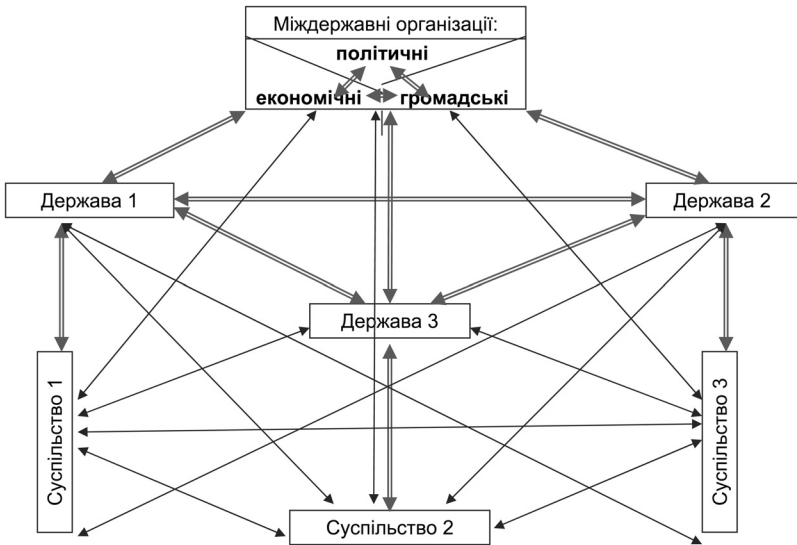 Міждержавні організації:
політичні
економічні громадські
Держава 1
Держава 2
Держава 3
Суспільство 1
Суспільство 3
Суспільство 2